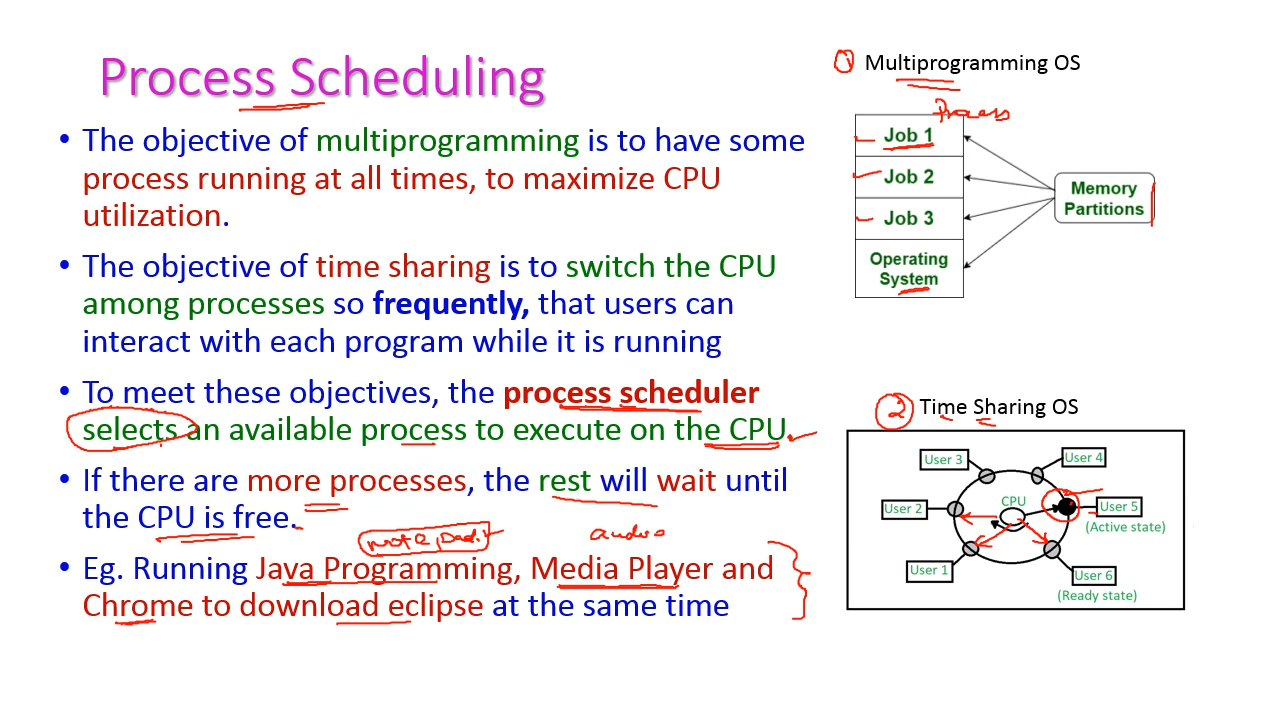 Process Scheduling
• The objective of multiprogramming is to have some
process running at all times, to maximize CPU
utilization.
• The objective of time sharing is to switch the CPU
among processes so frequently, that users can
interact with each program while it is running
• To meet these objectives, the process scheduler
selects an available process to execute on the CPU.
• If there are more processes, the rest will wait until
the CPU is free.
audio
• Eg. Running Java Programming, Media Player and
Chrome to download eclipse at the same time
1 Multiprogramming OS
Process
Job 1
Job 2
Job 3
Operating
System
Memory
Partitions
2 Time Sharing OS
User 3
User 4
User 2
CPU
User 5
(Active state)
User 1
User 6
(Ready state)